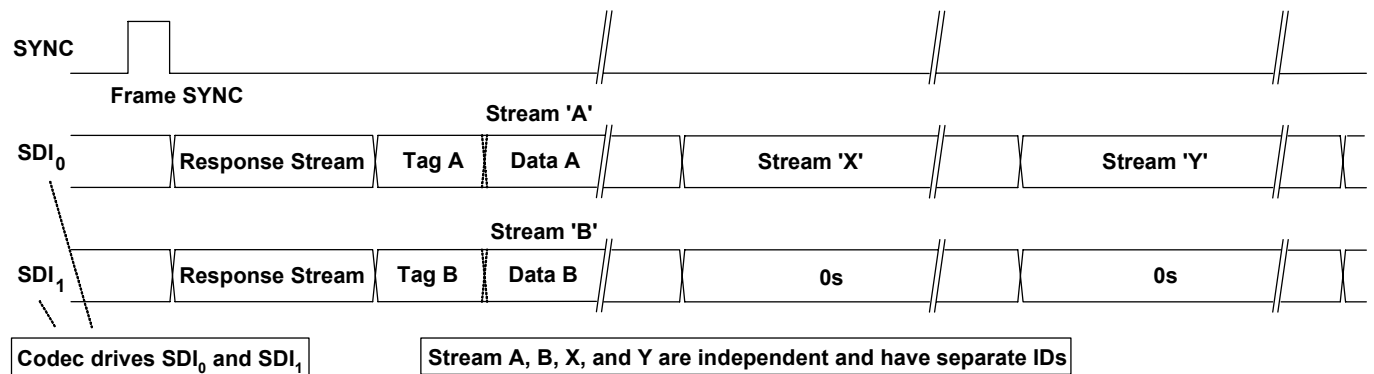 SYNC
Frame SYNC
Stream 'A'
SDI0 Response Stream Tag A Data A Stream 'X' Stream 'Y'
Stream 'B'
SDI1 Response Stream Tag B Data B 0s 0s
Codec drives SDI0 and SDI1
Stream A, B, X, and Y are independent and have separate IDs